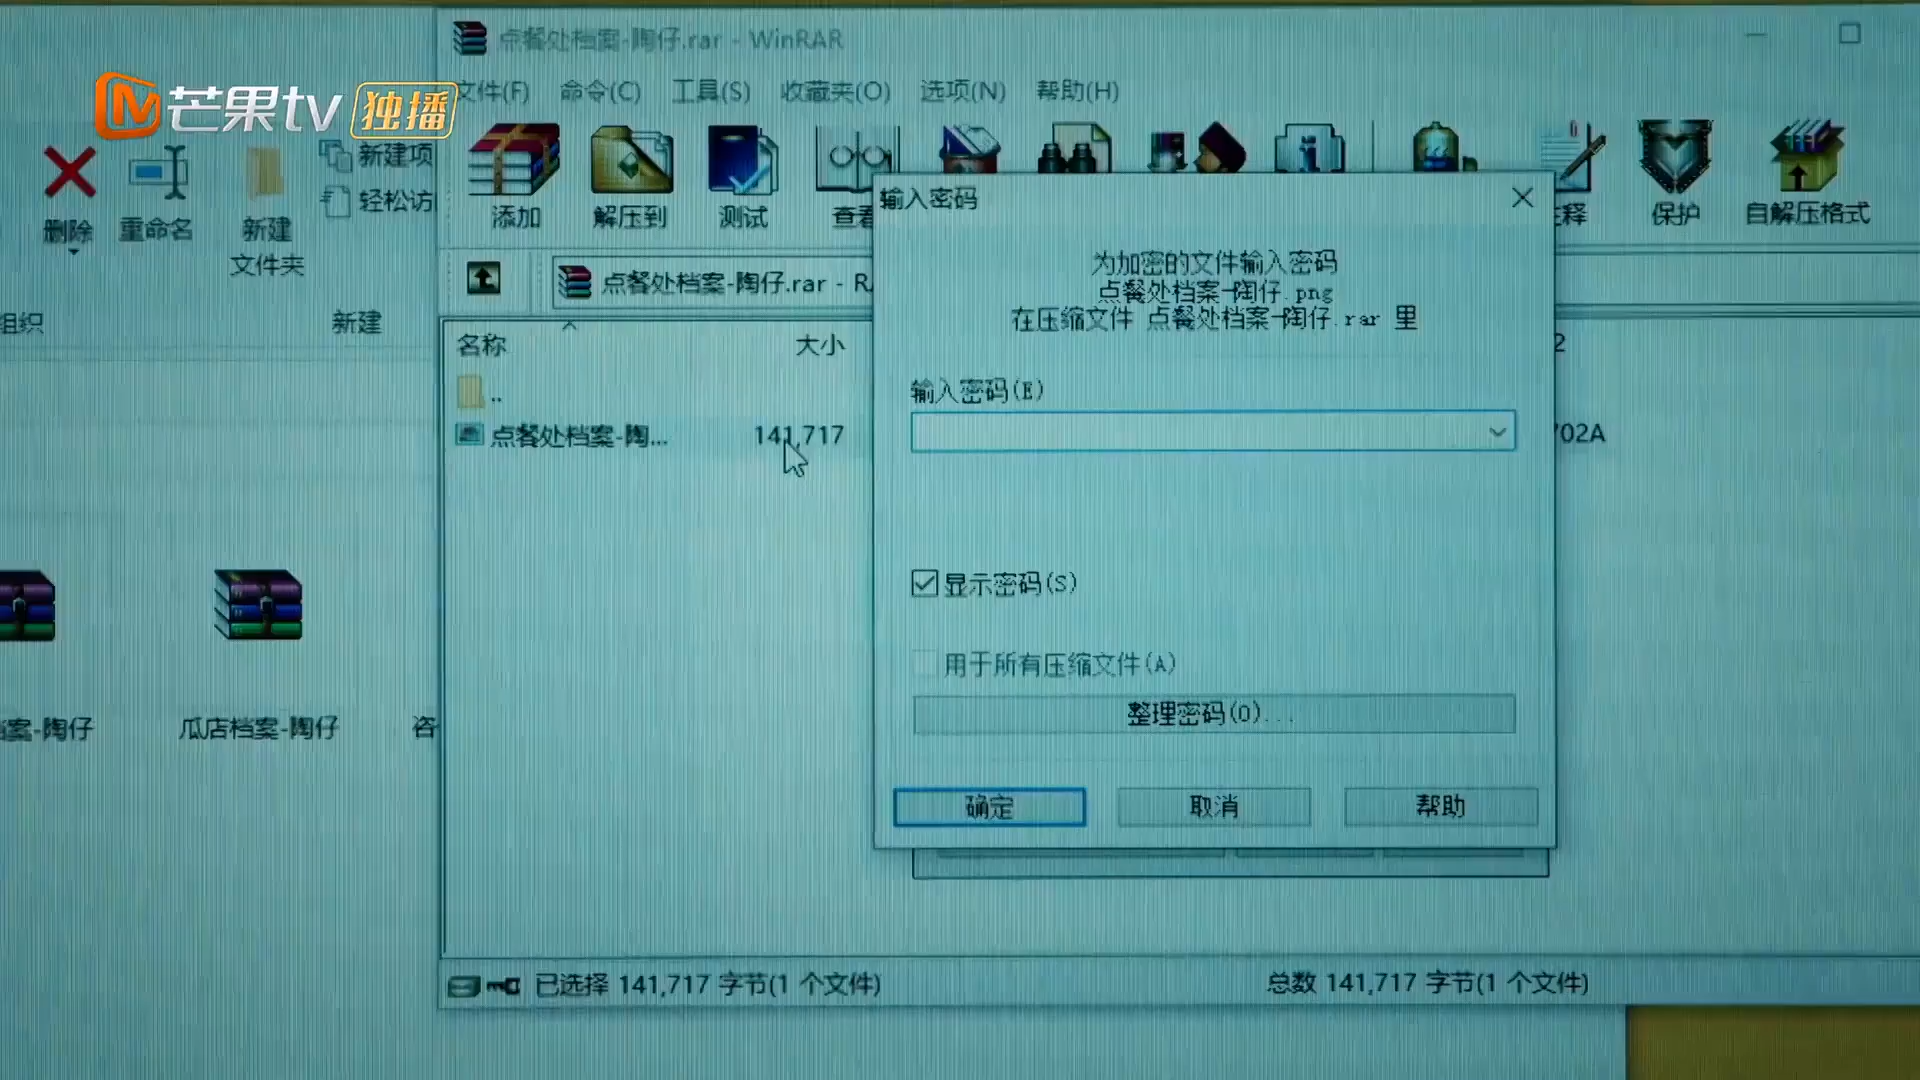 点餐处档案-陶仔.rar - WinRAR
芒果tv 独播
文件(F) 命令(C) 工具(S) 收藏夹(O) 选项(N) 帮助(H)
删除
重命名
新建
文件夹
新建项
轻松访
添加
解压到
测试
查看
注释
保护
自解压格式
组织
新建
点餐处档案-陶仔.rar - RA
名称
大小
..
点餐处档案-陶...
141,717
输入密码
为加密的文件输入密码
点餐处档案-陶仔.png
在压缩文件 点餐处档案-陶仔.rar 里
输入密码(E)
显示密码(S)
用于所有压缩文件(A)
整理密码(O)...
确定
取消
帮助
2
702A
档案-陶仔
瓜店档案-陶仔
咨
已选择 141,717 字节(1 个文件)
总数 141,717 字节(1 个文件)